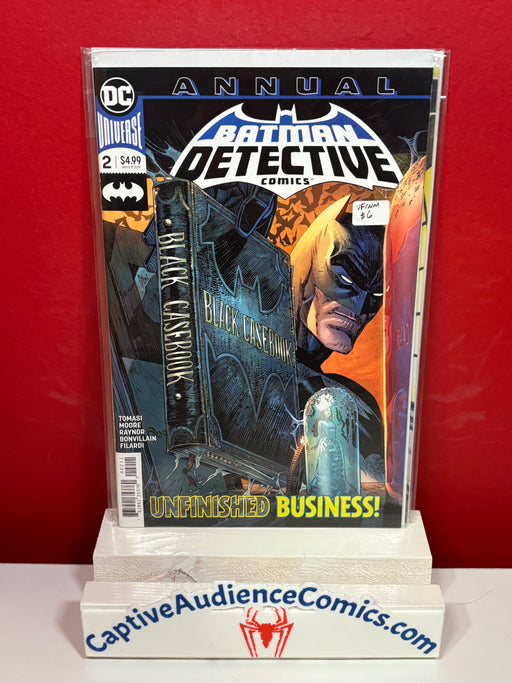 ANNUAL
DC
UNIVERSE
2 $4.99
BATMAN
DETECTIVE
COMICS™
VF/NM
$6
•BLACK CASEBOOK•
BLACK CASEBOOK
TOMASI
MOORE
RAYNOR
BONVILLAIN
FILARDI
UNFINISHED BUSINESS!
CaptiveAudienceComics.com